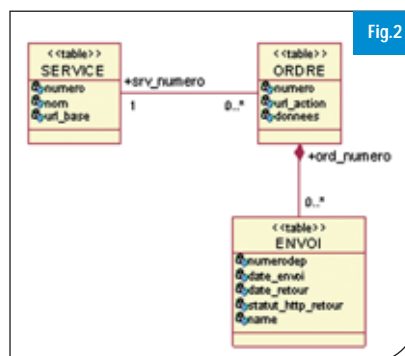 Fig.2
<<table>>
SERVICE
numero
nom
url_base
+srv_numero
1
0..*
<<table>>
ORDRE
numero
url_action
donnees
+ord_numero
0..*
<<table>>
ENVOI
numerodep
date_envoi
date_retour
statut_http_retour
name